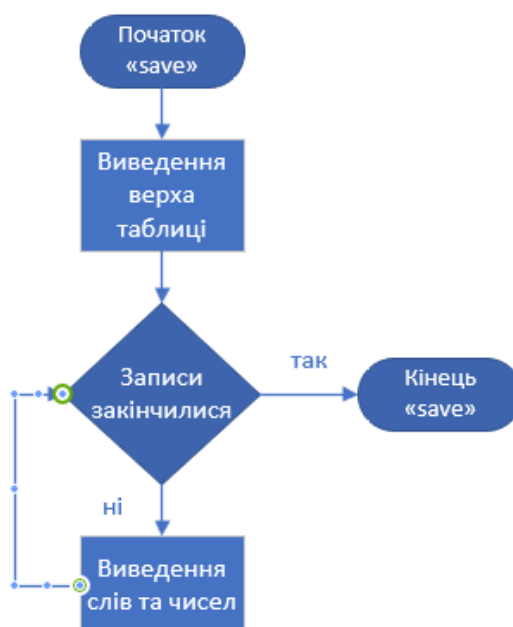 Початок
«save»
Виведення
верха
таблиці
Записи
закінчилися
так
Кінець
«save»
ні
Виведення
слів та чисел